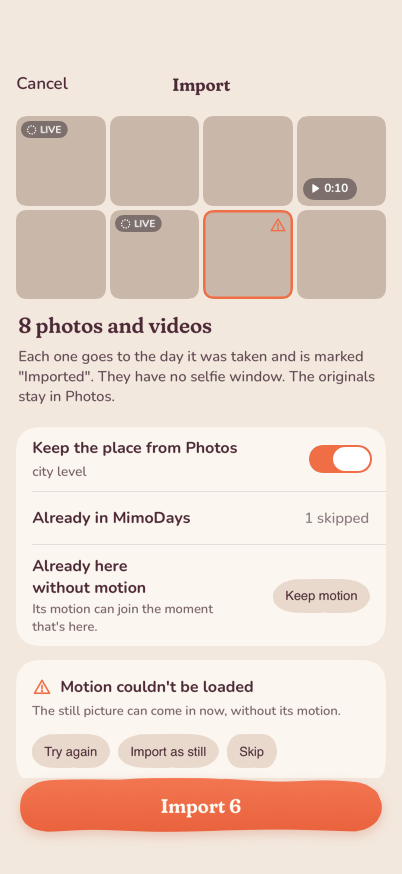 Cancel
Import
LIVE
0:10
LIVE
8 photos and videos
Each one goes to the day it was taken and is marked
"Imported". They have no selfie window. The originals
stay in Photos.
Keep the place from Photos
city level
Already in MimoDays
1 skipped
Already here
without motion
Its motion can join the moment
that's here.
Keep motion
Motion couldn't be loaded
The still picture can come in now, without its motion.
Try again
Import as still
Skip
Import 6